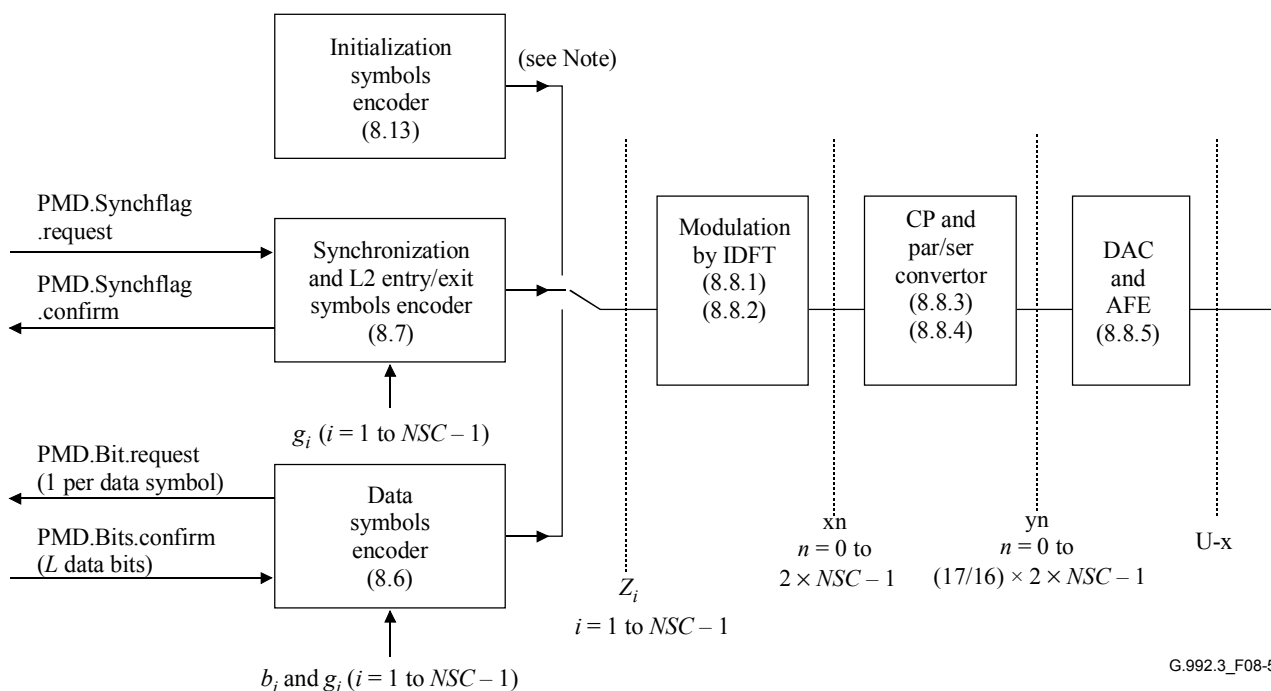 Initialization
symbols
encoder
(8.13)
(see Note)
PMD.Synchflag
.request
PMD.Synchflag
.confirm
Synchronization
and L2 entry/exit
symbols encoder
(8.7)
g_i (i = 1 to NSC – 1)
Modulation
by IDFT
(8.8.1)
(8.8.2)
CP and
par/ser
convertor
(8.8.3)
(8.8.4)
DAC
and
AFE
(8.8.5)
PMD.Bit.request
(1 per data symbol)
PMD.Bits.confirm
(L data bits)
Data
symbols
encoder
(8.6)
b_i and g_i (i = 1 to NSC – 1)
Z_i
i = 1 to NSC – 1
xn
n = 0 to
2 × NSC – 1
yn
n = 0 to
(17/16) × 2 × NSC – 1
U-x
G.992.3_F08-5